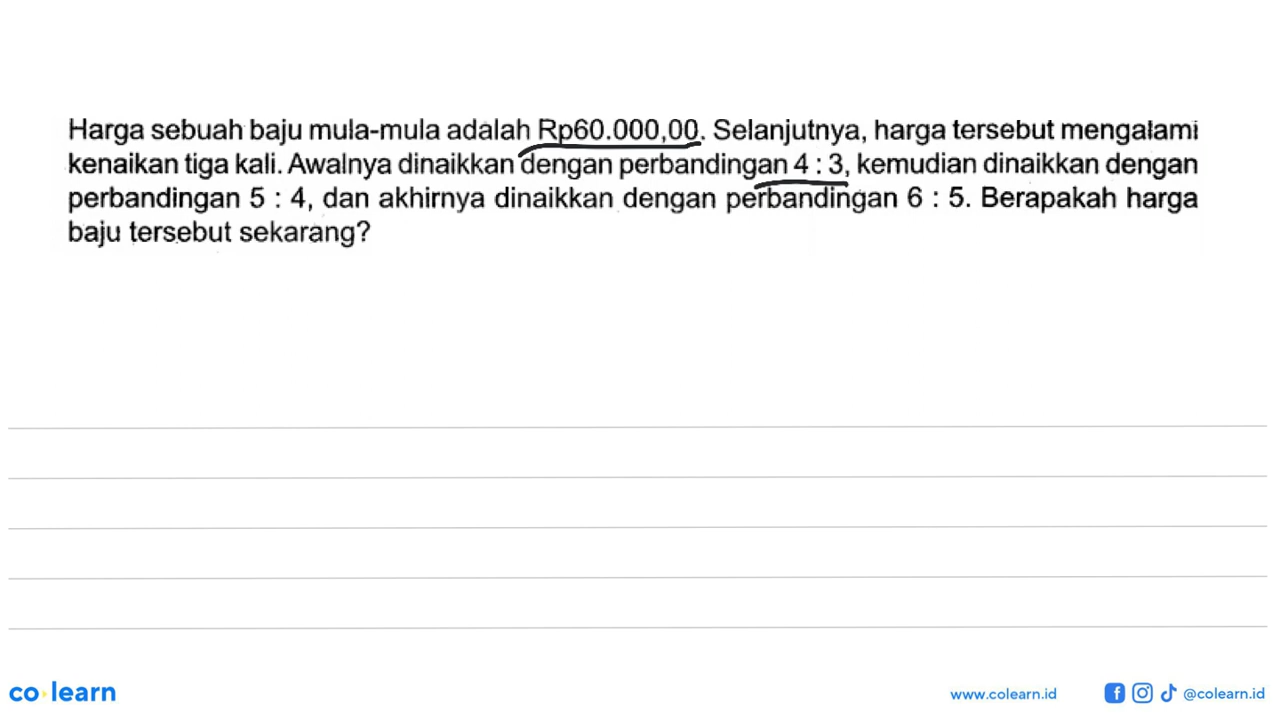 Harga sebuah baju mula-mula adalah Rp60.000,00. Selanjutnya, harga tersebut mengalami
kenaikan tiga kali. Awalnya dinaikkan dengan perbandingan 4 : 3, kemudian dinaikkan dengan
perbandingan 5 : 4, dan akhirnya dinaikkan dengan perbandingan 6 : 5. Berapakah harga
baju tersebut sekarang?
co learn
www.colearn.id
@colearn.id